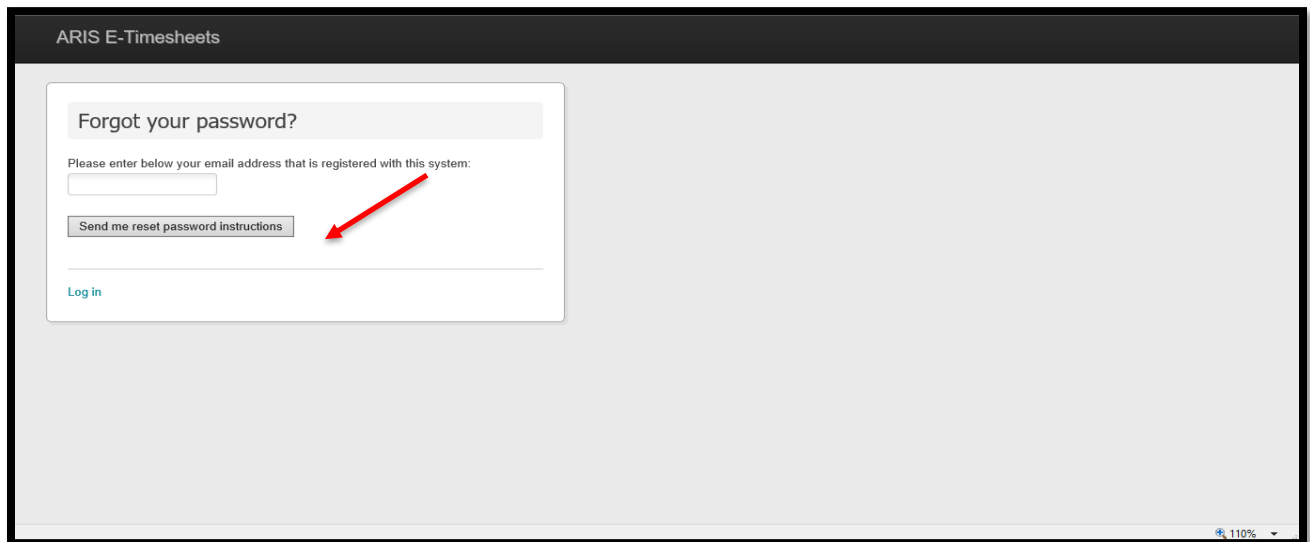 ARIS E-Timesheets
Forgot your password?
Please enter below your email address that is registered with this system:
Send me reset password instructions
Log in
110%